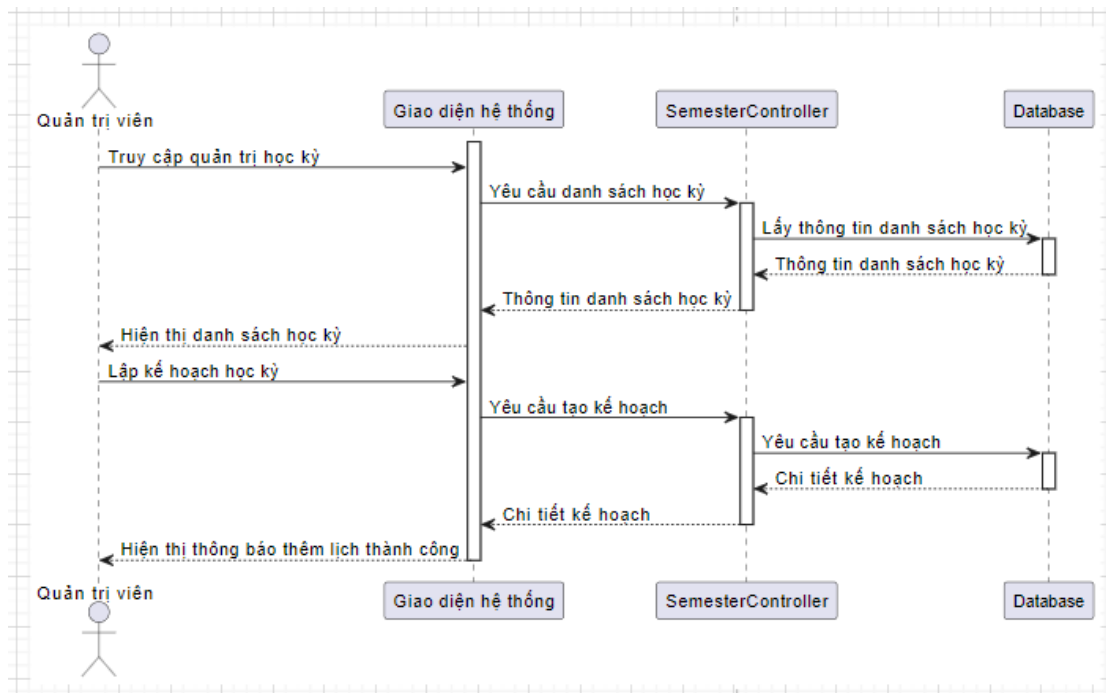 Quản trị viên
Giao diện hệ thống
SemesterController
Database
Truy cập quản trị học kỳ
Yêu cầu danh sách học kỳ
Lấy thông tin danh sách học kỳ
Thông tin danh sách học kỳ
Thông tin danh sách học kỳ
Hiện thị danh sách học kỳ
Lập kế hoạch học kỳ
Yêu cầu tạo kế hoạch
Yêu cầu tạo kế hoạch
Chi tiết kế hoạch
Chi tiết kế hoạch
Hiện thị thông báo thêm lịch thành công
Quản trị viên
Giao diện hệ thống
SemesterController
Database